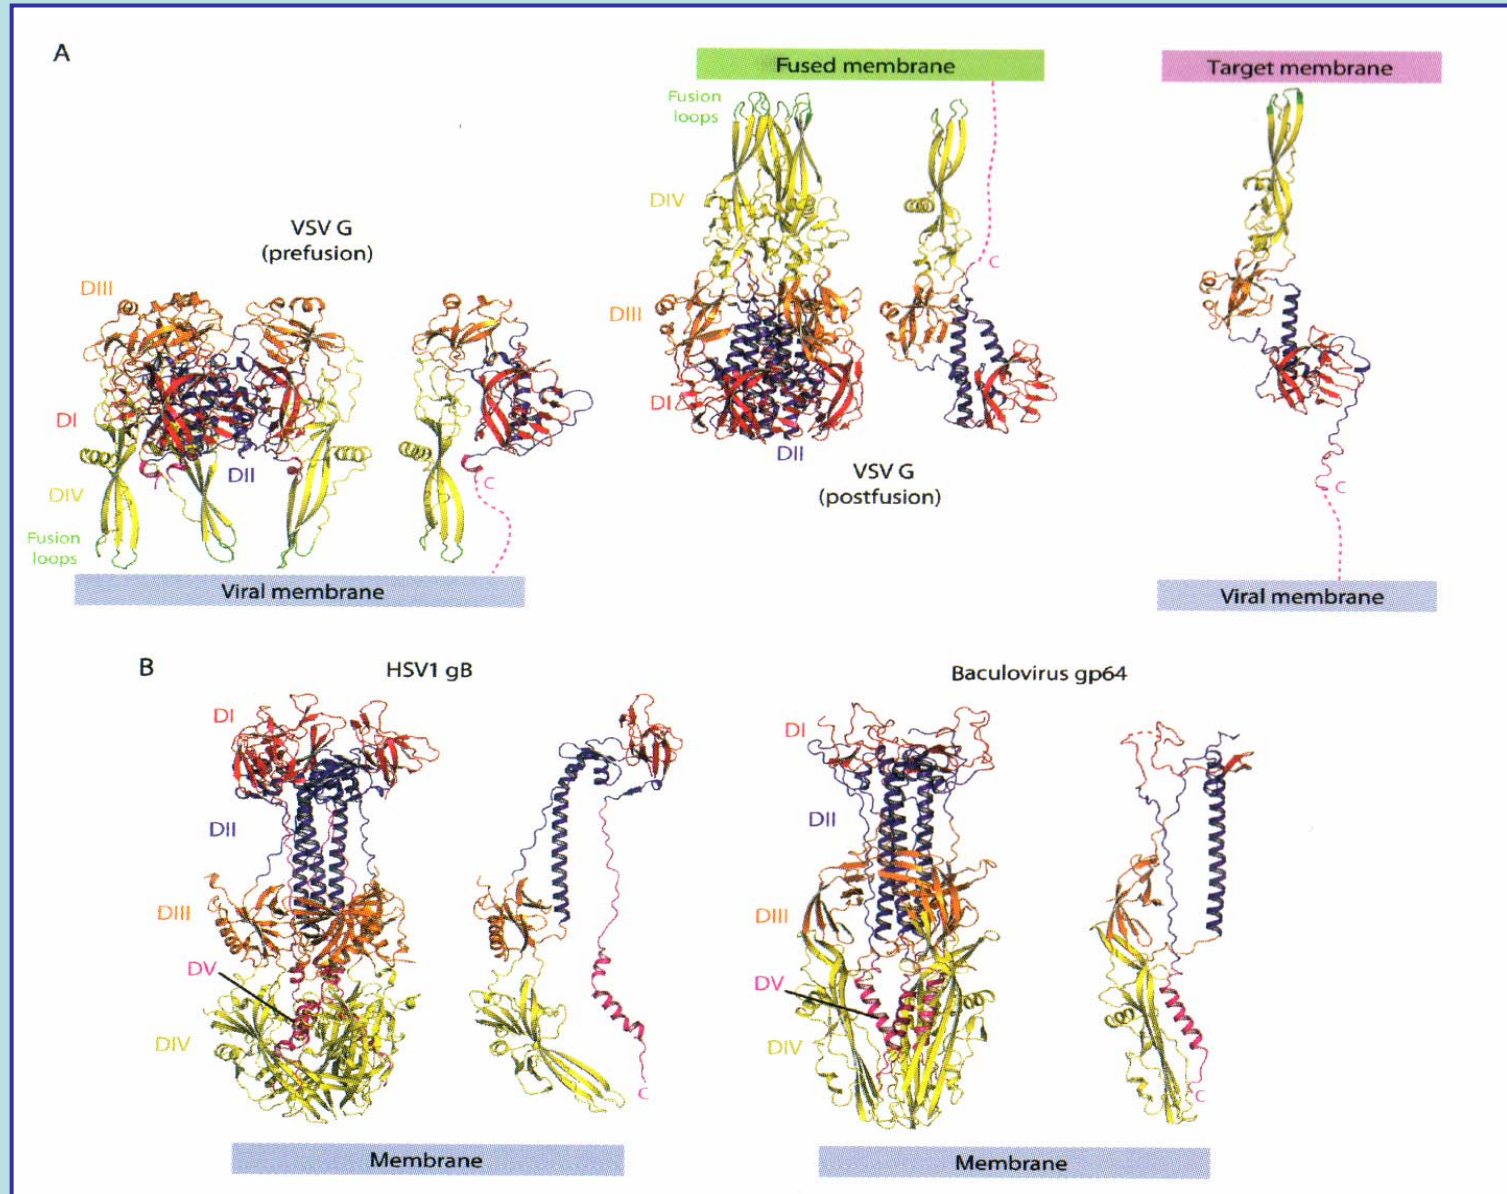 A
Fused membrane
Target membrane
Fusion
loops
DIV
VSV G
(prefusion)
C
DIII
DIII
DI
DI
DII
DII
C
VSV G
(postfusion)
C
DIV
Fusion
loops
Viral membrane
Viral membrane
B
HSV1 gB
Baculovirus gp64
DI
DI
DII
DII
DIII
DIII
DV
DV
DIV
DIV
C
C
Membrane
Membrane